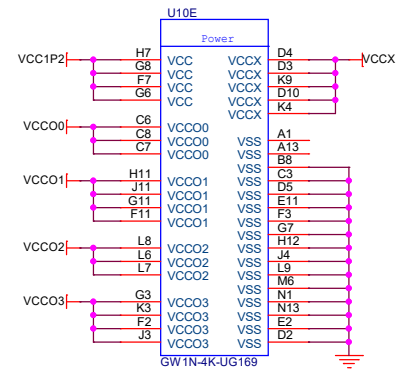 U10E
Power
VCC1P2 H7 VCC VCCX D4 VCCX
G8 VCC VCCX D3
F7 VCC VCCX K9
G6 VCC VCCX D10
VCCX K4
VCCO0 C6 VCCO0
C8 VCCO0 VSS A1
C7 VCCO0 VSS A13
VSS B8
VCCO1 H11 VCCO1 VSS C3
J11 VCCO1 VSS D5
G11 VCCO1 VSS E11
F11 VCCO1 VSS F3
VSS G7
VCCO2 L8 VCCO2 VSS H12
L6 VCCO2 VSS J4
L7 VCCO2 VSS L9
VSS M6
VCCO3 G3 VCCO3 VSS N1
K3 VCCO3 VSS N13
F2 VCCO3 VSS E2
J3 VCCO3 VSS D2
GW1N-4K-UG169